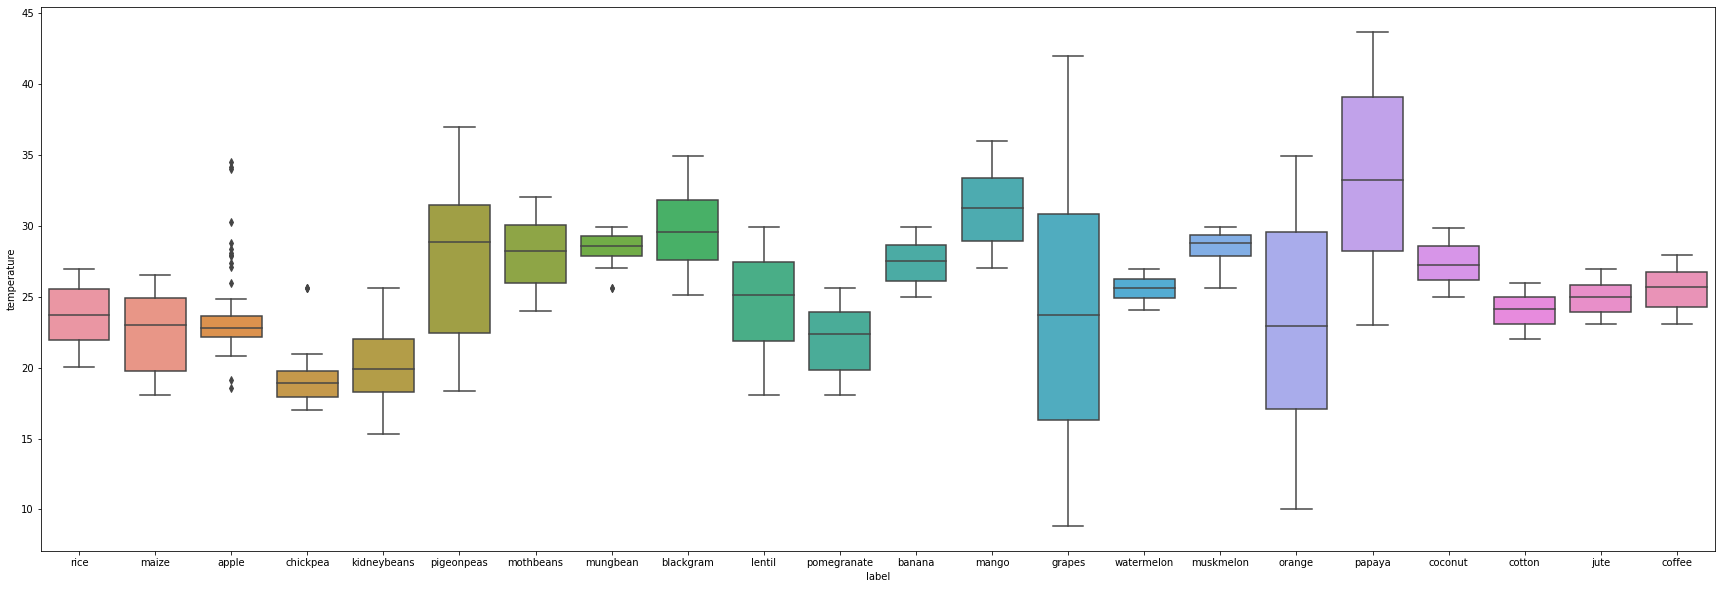 45
40
35
30
25
20
15
10
temperature
rice maize apple chickpea kidneybeans pigeonpeas mothbeans mungbean blackgram lentil pomegranate banana mango grapes watermelon muskmelon orange papaya coconut cotton jute coffee
label